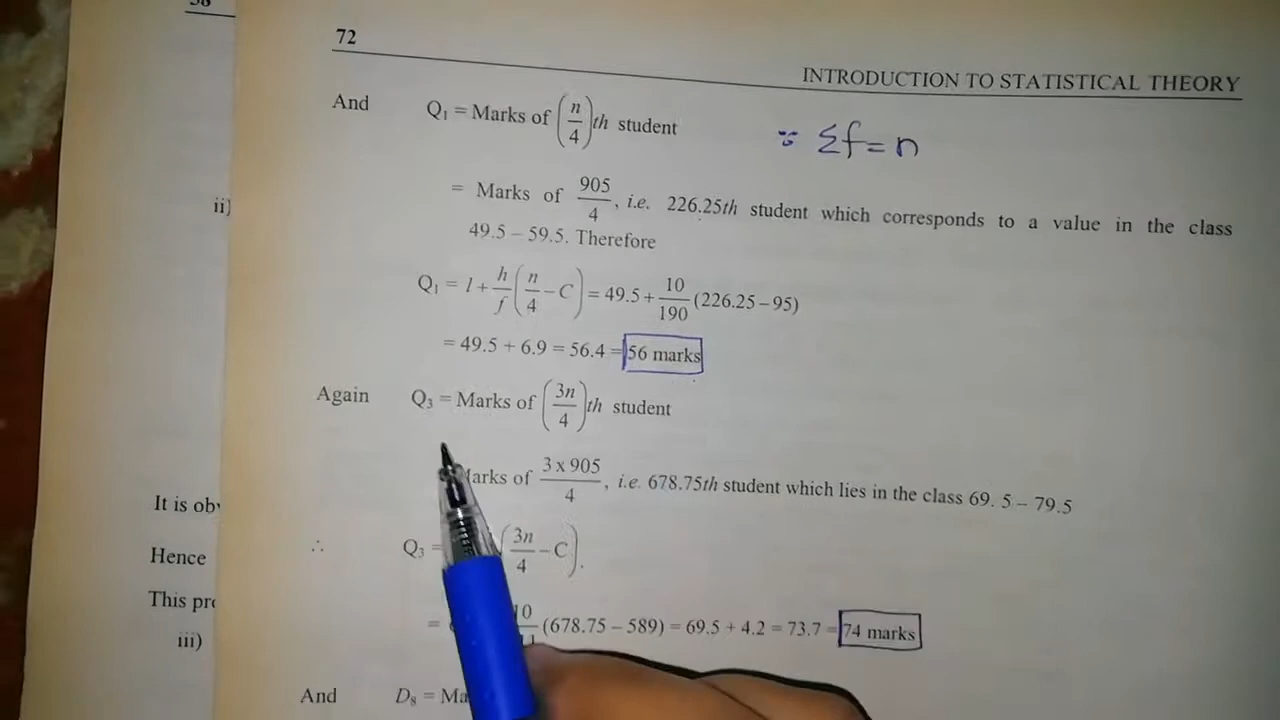 58
72
INTRODUCTION TO STATISTICAL THEORY
And Q₁ = Marks of (n/4)th student ∵ Σf = n
= Marks of 905/4, i.e. 226.25th student which corresponds to a value in the class
ii)
49.5 – 59.5. Therefore
Q₁ = l + h/f (n/4 – C) = 49.5 + 10/190 (226.25 – 95)
= 49.5 + 6.9 = 56.4 = 56 marks
Again Q₃ = Marks of (3n/4)th student
Marks of 3 x 905/4, i.e. 678.75th student which lies in the class 69. 5 – 79.5
It is
Hence
∴ Q₃ = (3n/4 – C).
This
= (678.75 – 589) = 69.5 + 4.2 = 73.7 = 74 marks
iii)
And D₈ =